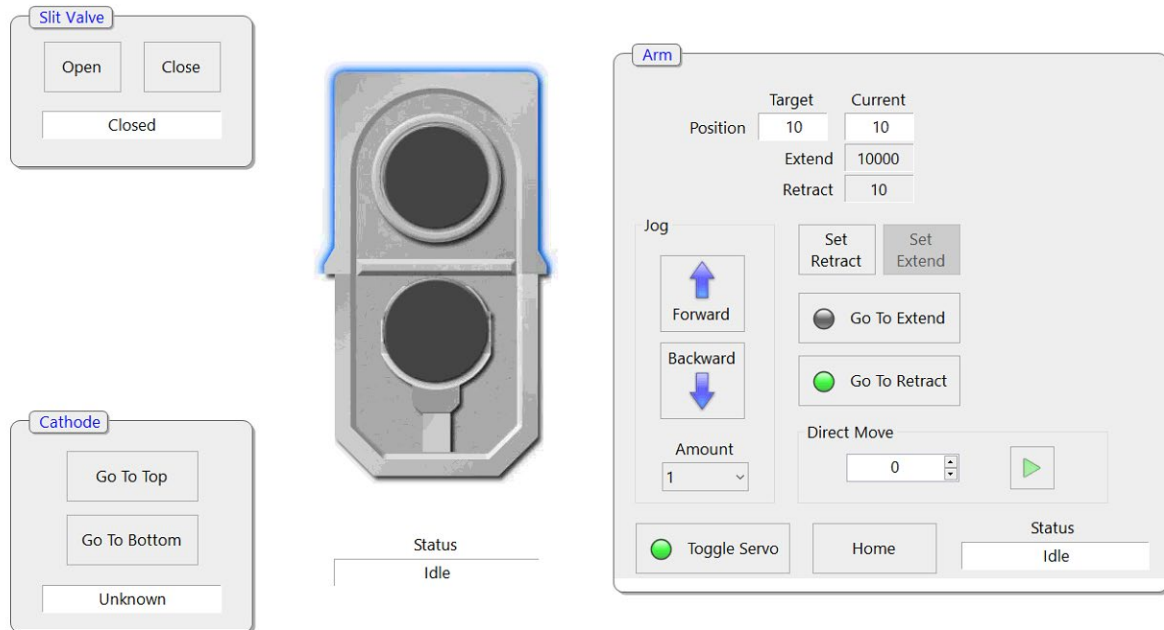 Slit Valve
Open
Close
Closed
Cathode
Go To Top
Go To Bottom
Unknown
Status
Idle
Arm
Target Current
Position 10 10
Extend 10000
Retract 10
Jog
Forward
Backward
Amount
1
Set
Retract
Set
Extend
Go To Extend
Go To Retract
Direct Move
0
Toggle Servo
Home
Status
Idle